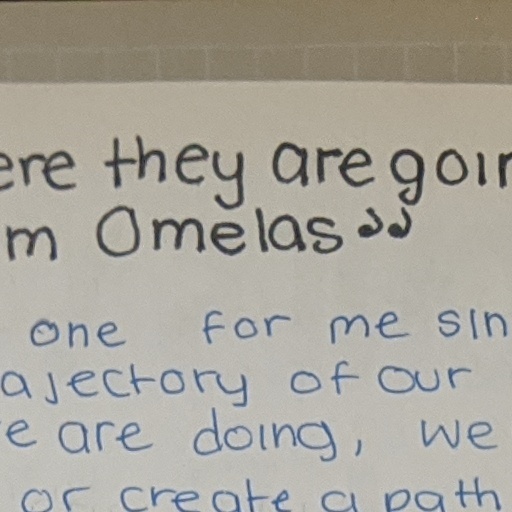 ere they are goin
m Omelas”
one for me sin
ajectory of our
e are doing, we
or create a path